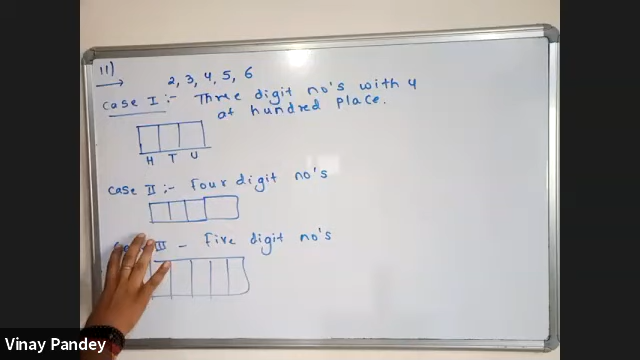 11)
2, 3, 4, 5, 6
Case I :- Three digit no's with 4
at hundred place.
H T U
Case II :- Four digit no's
III - Five digit no's
Vinay Pandey